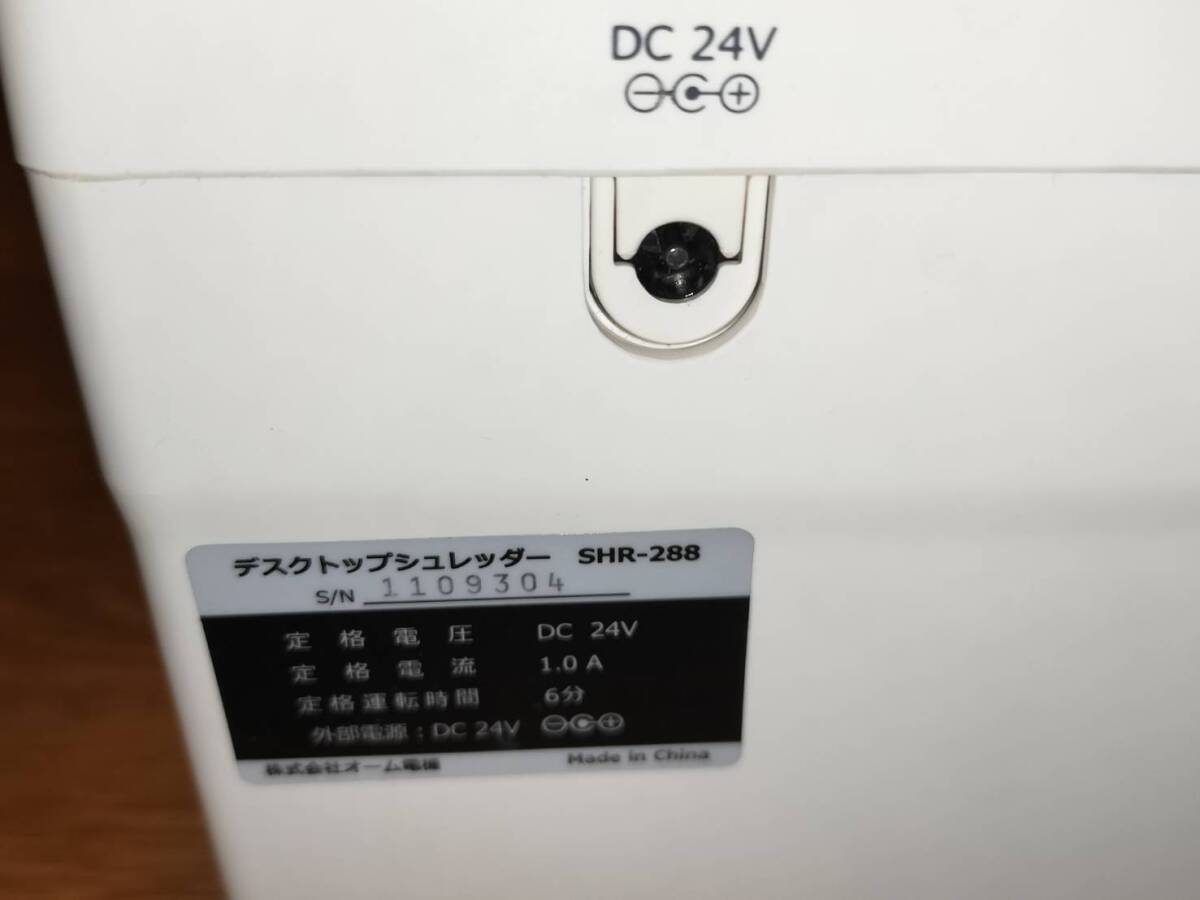 DC 24V
デスクトップシュレッダー SHR-288
S/N 1109304
定格電圧 DC 24V
定格電流 1.0 A
定格運転時間 6分
外部電源：DC 24V
株式会社オーム電機 Made in China